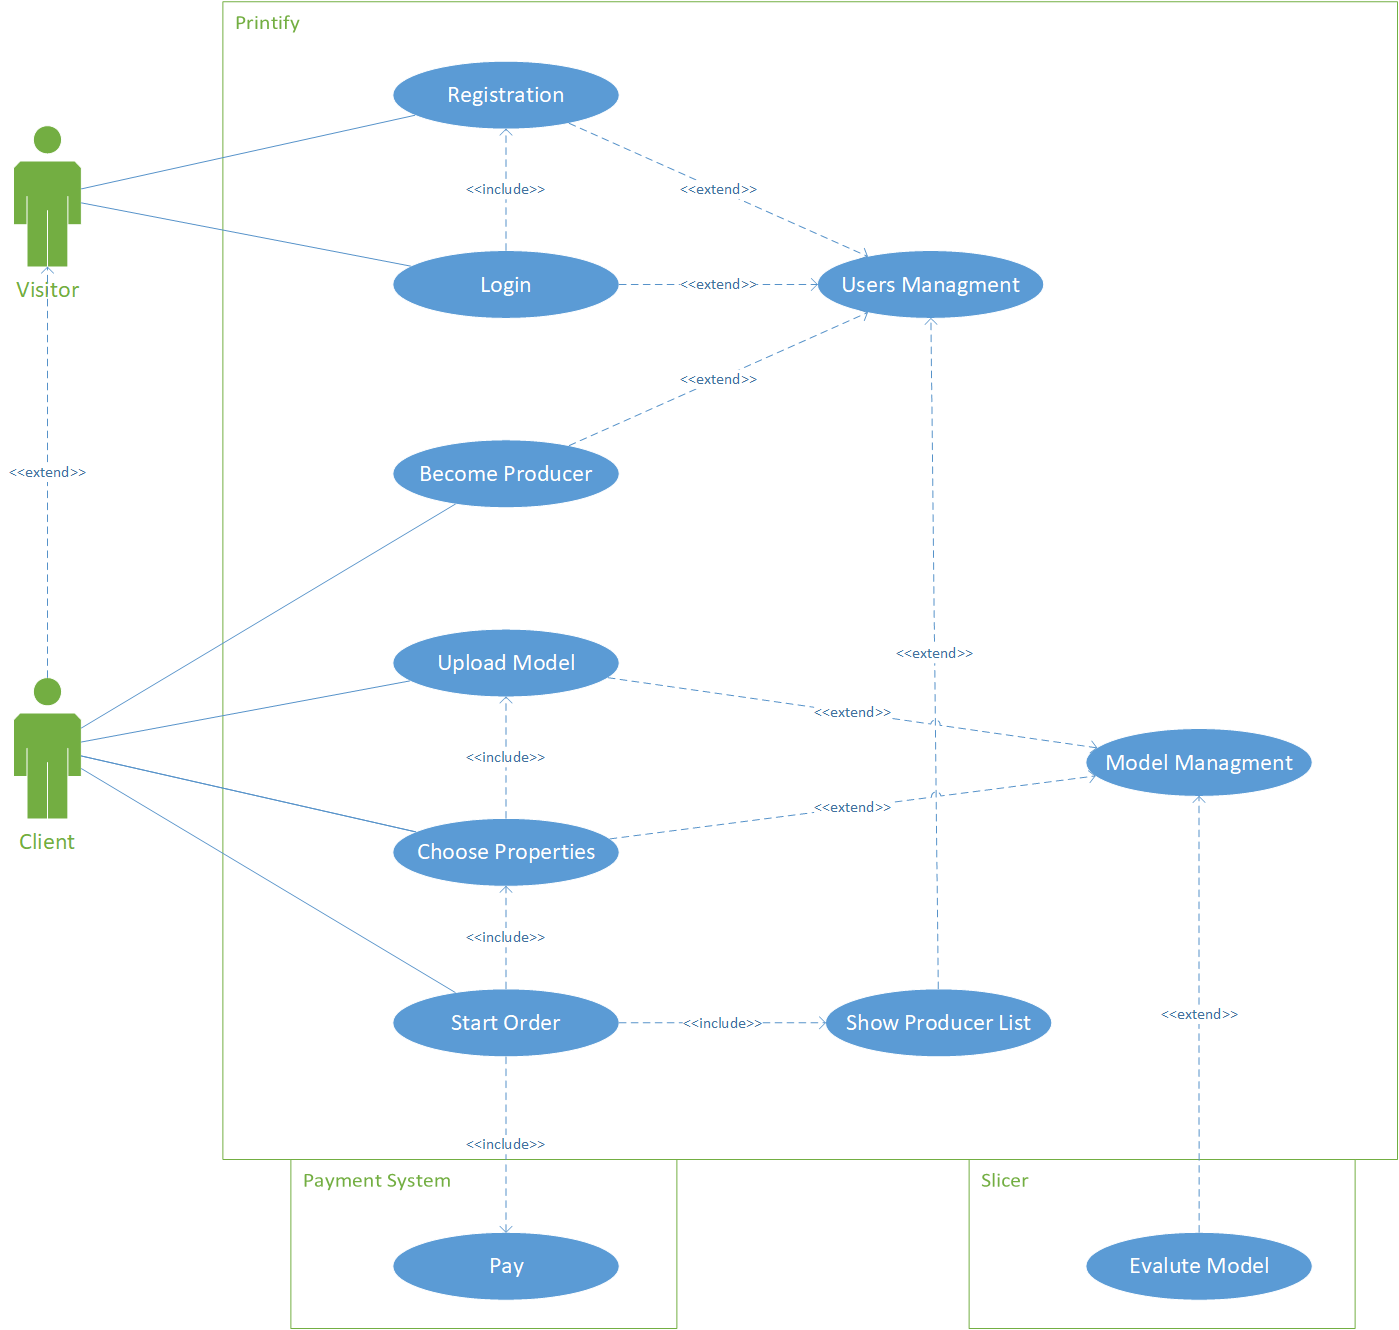 Printify
Registration
<<include>>
<<extend>>
Visitor
Login
<<extend>>
Users Managment
<<extend>>
<<extend>>
Become Producer
<<extend>>
Upload Model
<<extend>>
<<include>>
Model Managment
<<extend>>
Client
Choose Properties
<<include>>
<<extend>>
Start Order
<<include>>
Show Producer List
<<include>>
Payment System
Slicer
Pay
Evalute Model